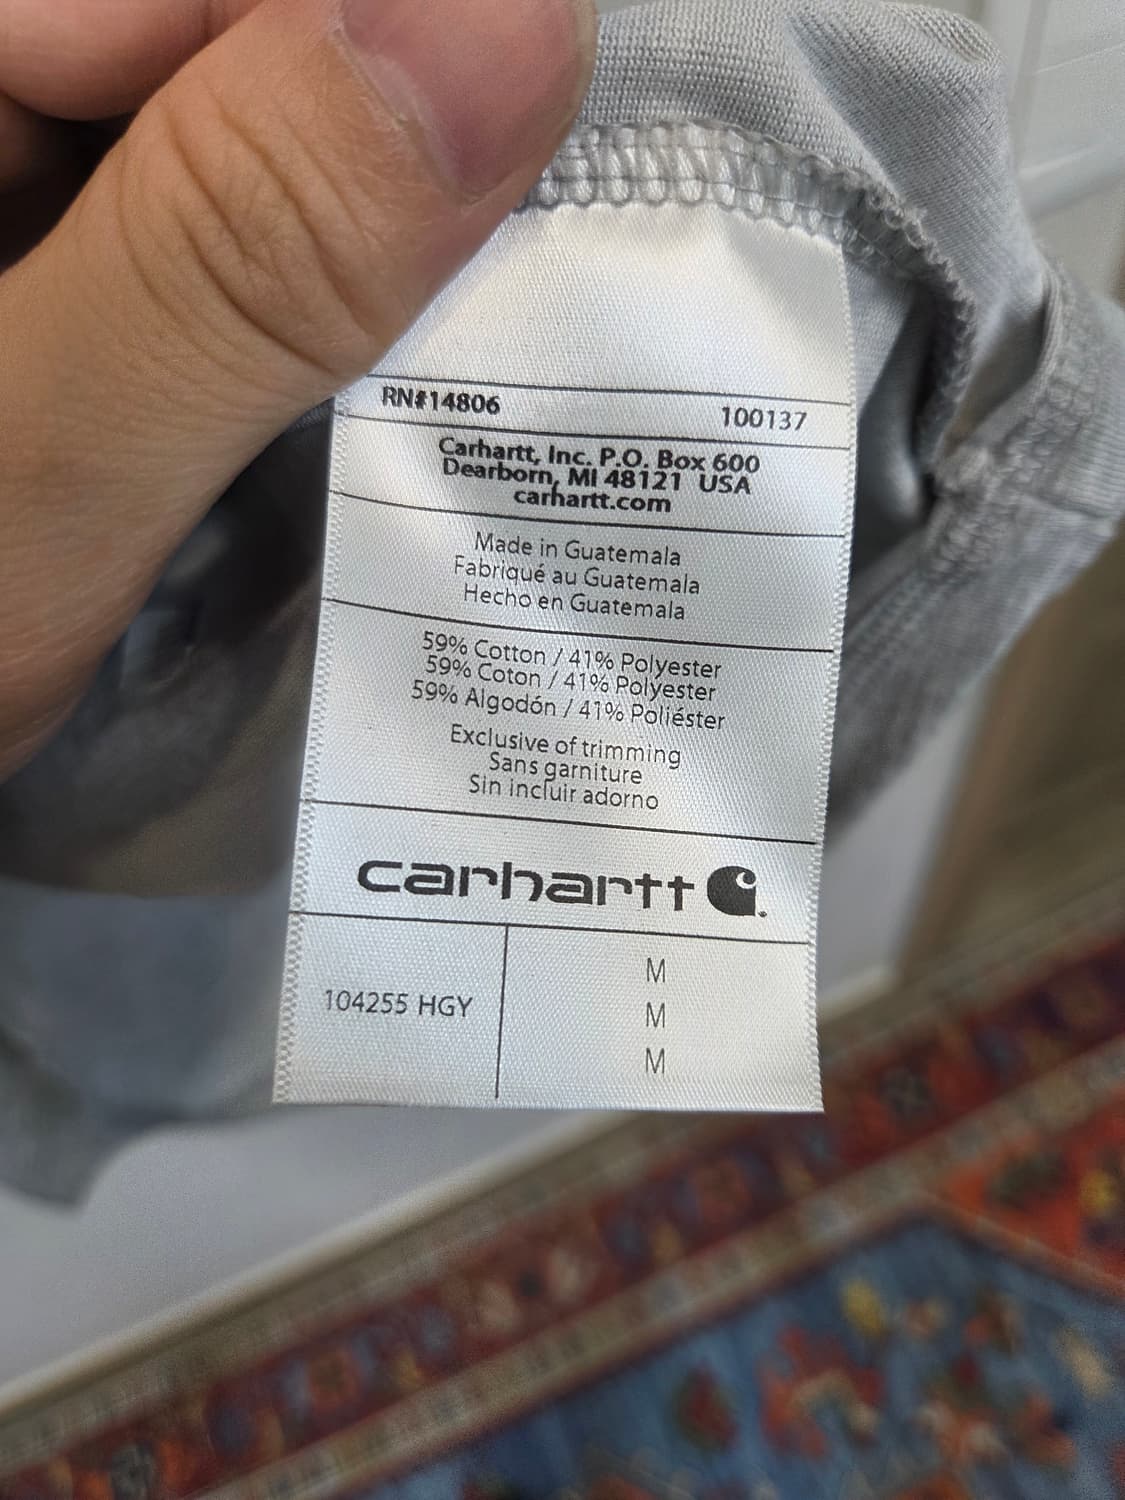 RN#14806 100137
Carhartt, Inc. P.O. Box 600
Dearborn, MI 48121 USA
carhartt.com
Made in Guatemala
Fabriqué au Guatemala
Hecho en Guatemala
59% Cotton / 41% Polyester
59% Coton / 41% Polyester
59% Algodón / 41% Poliéster
Exclusive of trimming
Sans garniture
Sin incluir adorno
carhartt
104255 HGY
M
M
M